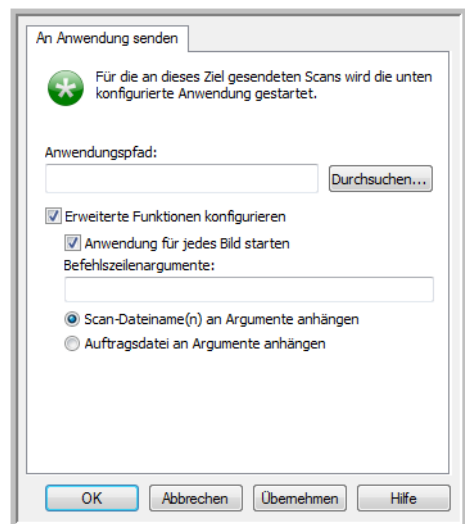 An Anwendung senden
Für die an dieses Ziel gesendeten Scans wird die unten
konfigurierte Anwendung gestartet.
Anwendungspfad:
Durchsuchen...
Erweiterte Funktionen konfigurieren
Anwendung für jedes Bild starten
Befehlszeilenargumente:
Scan-Dateiname(n) an Argumente anhängen
Auftragsdatei an Argumente anhängen
OK Abbrechen Übernehmen Hilfe